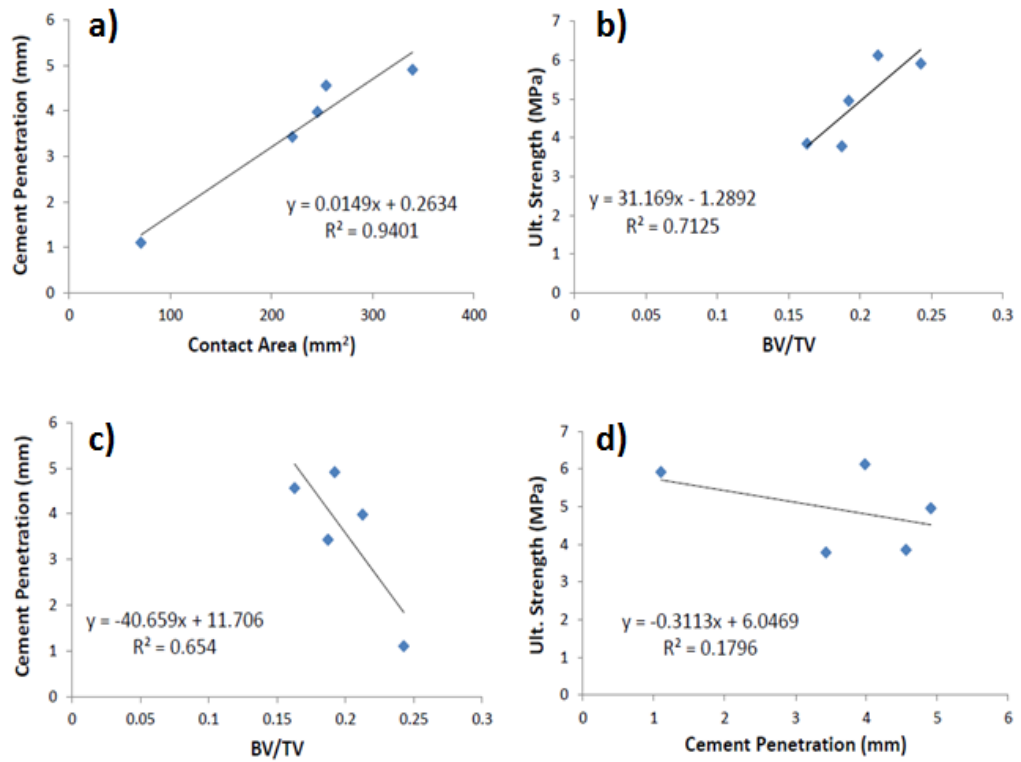 a)
Cement Penetration (mm)
6
5
4
3
2
1
0
y = 0.0149x + 0.2634
R² = 0.9401
0 100 200 300 400
Contact Area (mm²)
b)
Ult. Strength (MPa)
7
6
5
4
3
2
1
0
y = 31.169x - 1.2892
R² = 0.7125
0 0.05 0.1 0.15 0.2 0.25 0.3
BV/TV
c)
Cement Penetration (mm)
6
5
4
3
2
1
0
y = -40.659x + 11.706
R² = 0.654
0 0.05 0.1 0.15 0.2 0.25 0.3
BV/TV
d)
Ult. Strength (MPa)
7
6
5
4
3
2
1
0
y = -0.3113x + 6.0469
R² = 0.1796
0 1 2 3 4 5 6
Cement Penetration (mm)